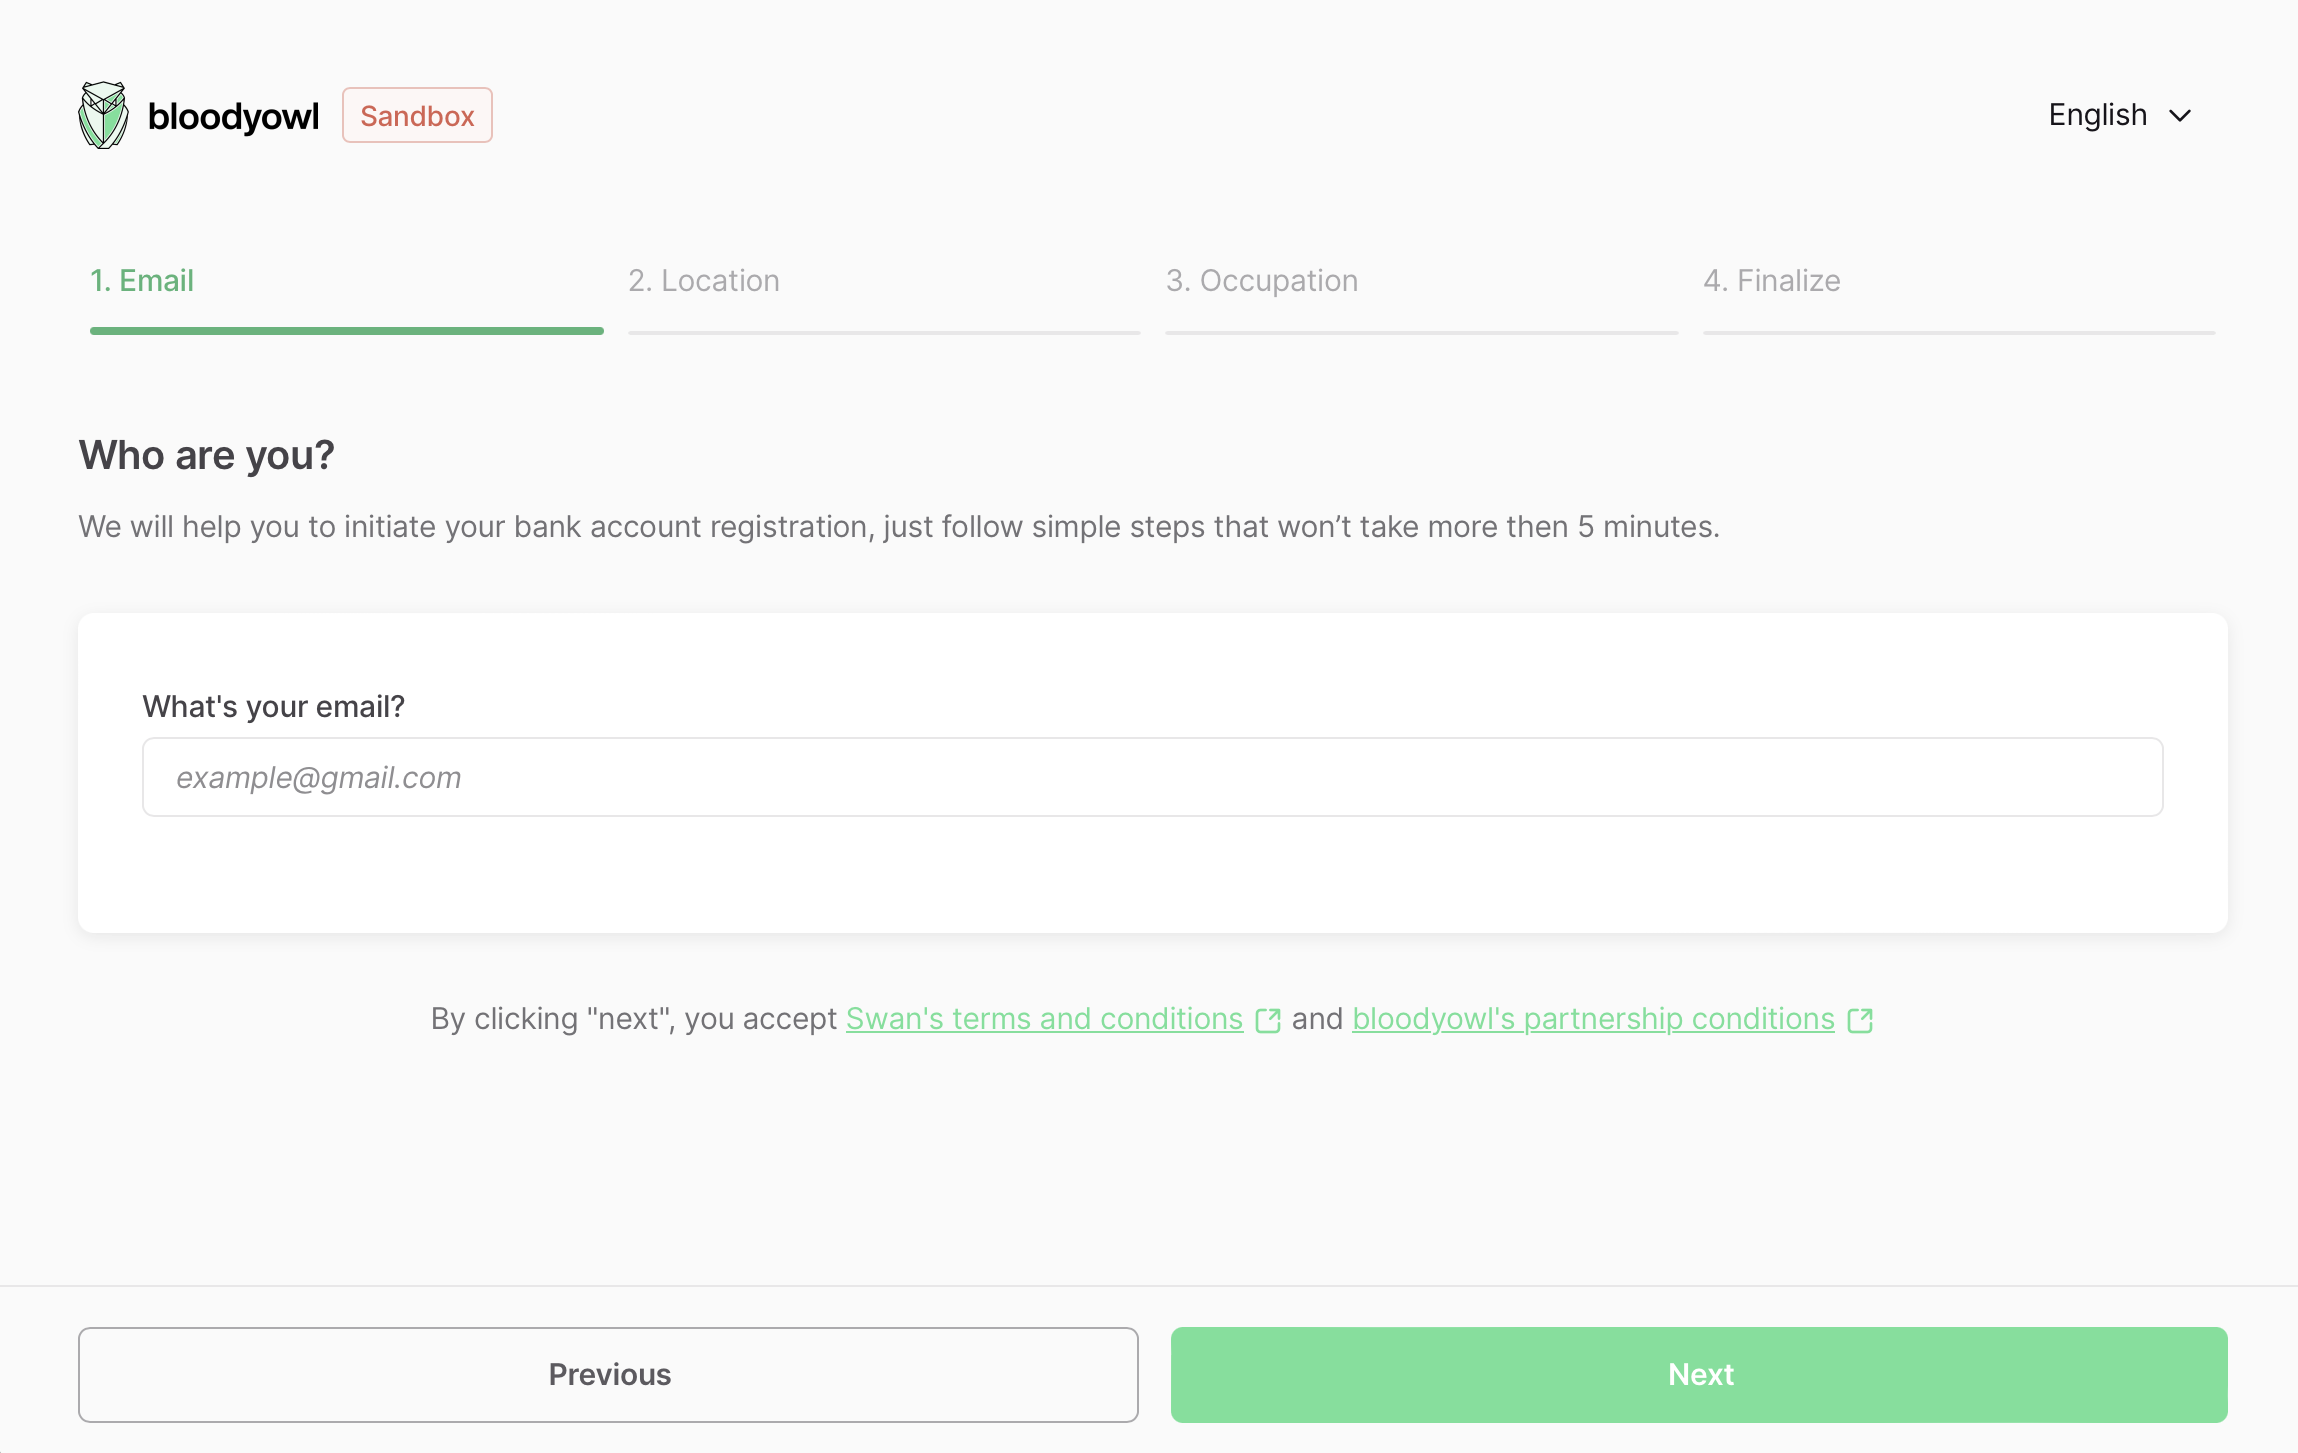 bloodyowl Sandbox English
1. Email 2. Location 3. Occupation 4. Finalize
Who are you?
We will help you to initiate your bank account registration, just follow simple steps that won’t take more then 5 minutes.
What's your email?
example@gmail.com
By clicking "next", you accept Swan's terms and conditions and bloodyowl's partnership conditions
Previous Next